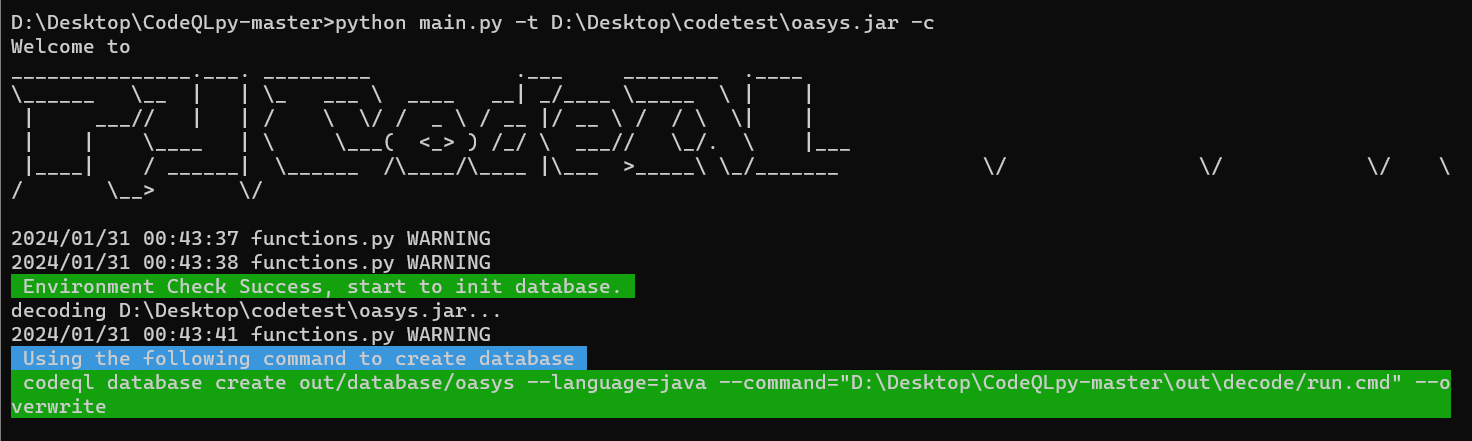 D:\Desktop\CodeQLpy-master>python main.py -t D:\Desktop\codetest\oasys.jar -c
Welcome to
_______________.___. _________            .___     ________  .____
\______   \__  |   | \_   ___ \  ____   __| _/____ \_____  \ |    |
 |     ___//   |   | /    \  \/ /  _ \ / __ |/ __ \ /  / \  \|    |
 |    |    \____   | \     \___(  <_> ) /_/ \  ___//   \_/.  \    |___
 |____|    / ______|  \______  /\____/\____ |\___  >_____\ \_/_______            \/                \/            \/    \
/       \__>       \/
2024/01/31 00:43:37 functions.py WARNING
2024/01/31 00:43:38 functions.py WARNING
Environment Check Success, start to init database.
decoding D:\Desktop\codetest\oasys.jar...
2024/01/31 00:43:41 functions.py WARNING
Using the following command to create database
codeql database create out/database/oasys --language=java --command="D:\Desktop\CodeQLpy-master\out\decode/run.cmd" --o
verwrite